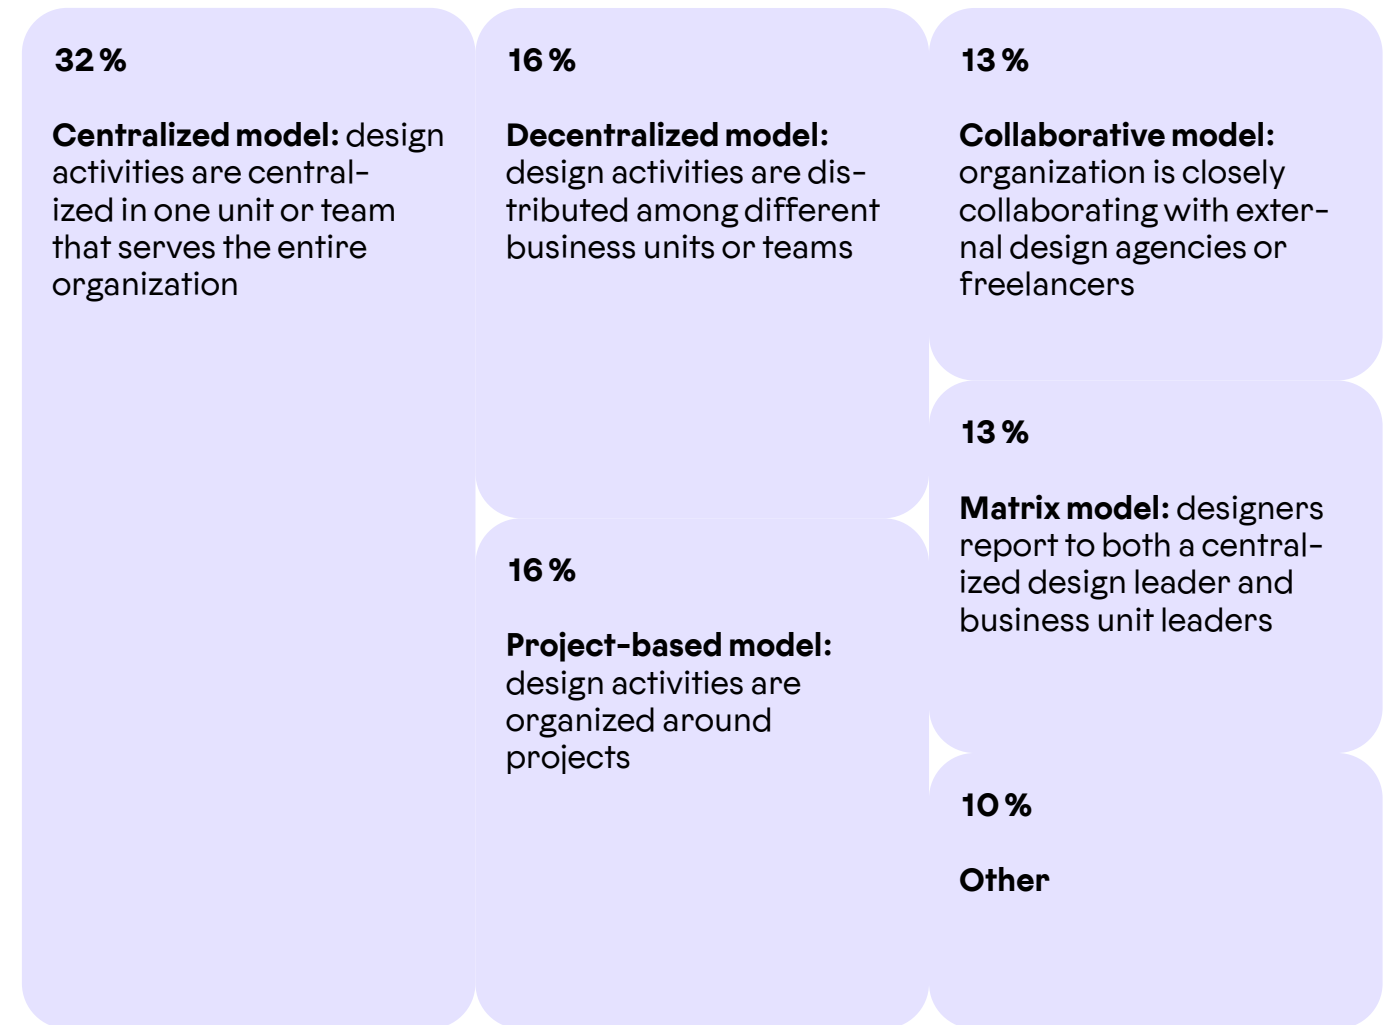 32 %
Centralized model: design
activities are central-
ized in one unit or team
that serves the entire
organization
16 %
Decentralized model:
design activities are dis-
tributed among different
business units or teams
16 %
Project-based model:
design activities are
organized around
projects
13 %
Collaborative model:
organization is closely
collaborating with exter-
nal design agencies or
freelancers
13 %
Matrix model: designers
report to both a central-
ized design leader and
business unit leaders
10 %
Other